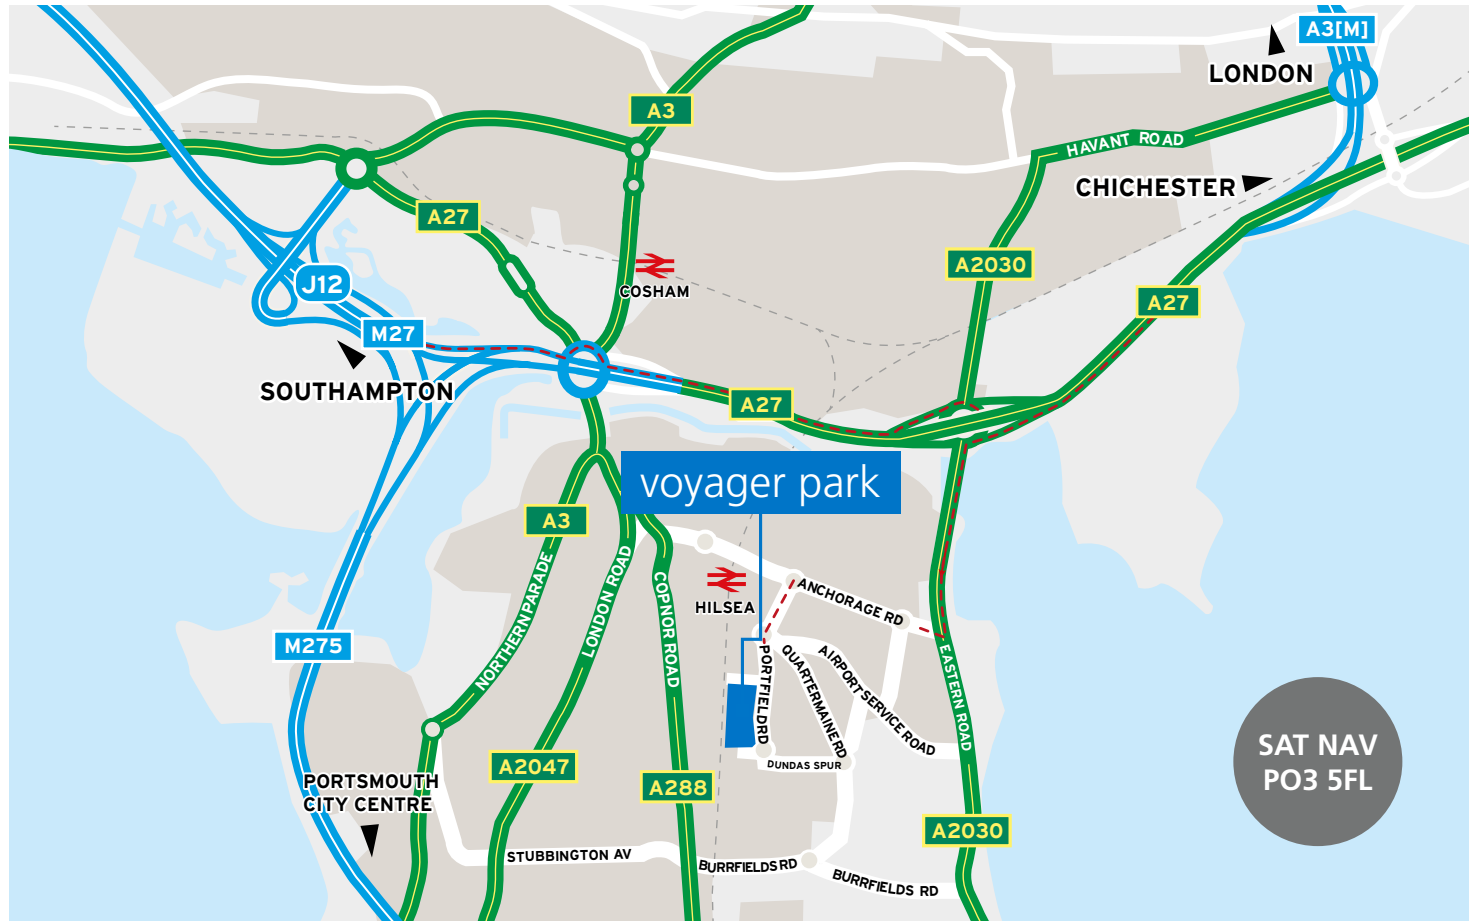 A3[M]
LONDON
A3
HAVANT ROAD
CHICHESTER
A27
A2030
COSHAM
J12
A27
M27
SOUTHAMPTON
A27
voyager park
A3
NORTHERN PARADE
LONDON ROAD
COPNOR ROAD
HILSEA
ANCHORAGE RD
M275
PORTFIELD RD
QUARTERMAINE RD
AIRPORT SERVICE ROAD
EASTERN ROAD
SAT NAV
PO3 5FL
A2047
DUNDAS SPUR
PORTSMOUTH
CITY CENTRE
A288
A2030
STUBBINGTON AV
BURRFIELDS RD
BURRFIELDS RD